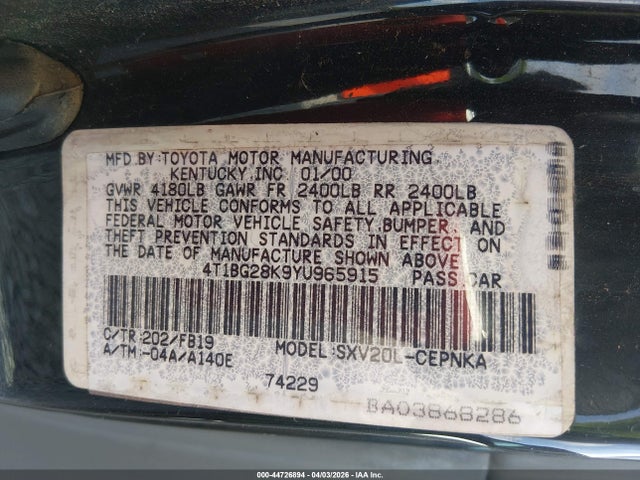 MFD.BY:TOYOTA MOTOR MANUFACTURING,
KENTUCKY,INC 01/00
GVWR 4180LB GAWR FR 2400LB RR 2400LB
THIS VEHICLE CONFORMS TO ALL APPLICABLE
FEDERAL MOTOR VEHICLE SAFETY,BUMPER, AND
THEFT PREVENTION STANDARDS IN EFFECT ON
THE DATE OF MANUFACTURE SHOWN ABOVE.
4T1BG28K9YU965915 PASS.CAR
C/TR:202/FB19
A/TM:-04A/A140E
MODEL:SXV20L-CEPNKA
74229
BA03868286
000-44726894 - 04/03/2026 - IAA Inc.